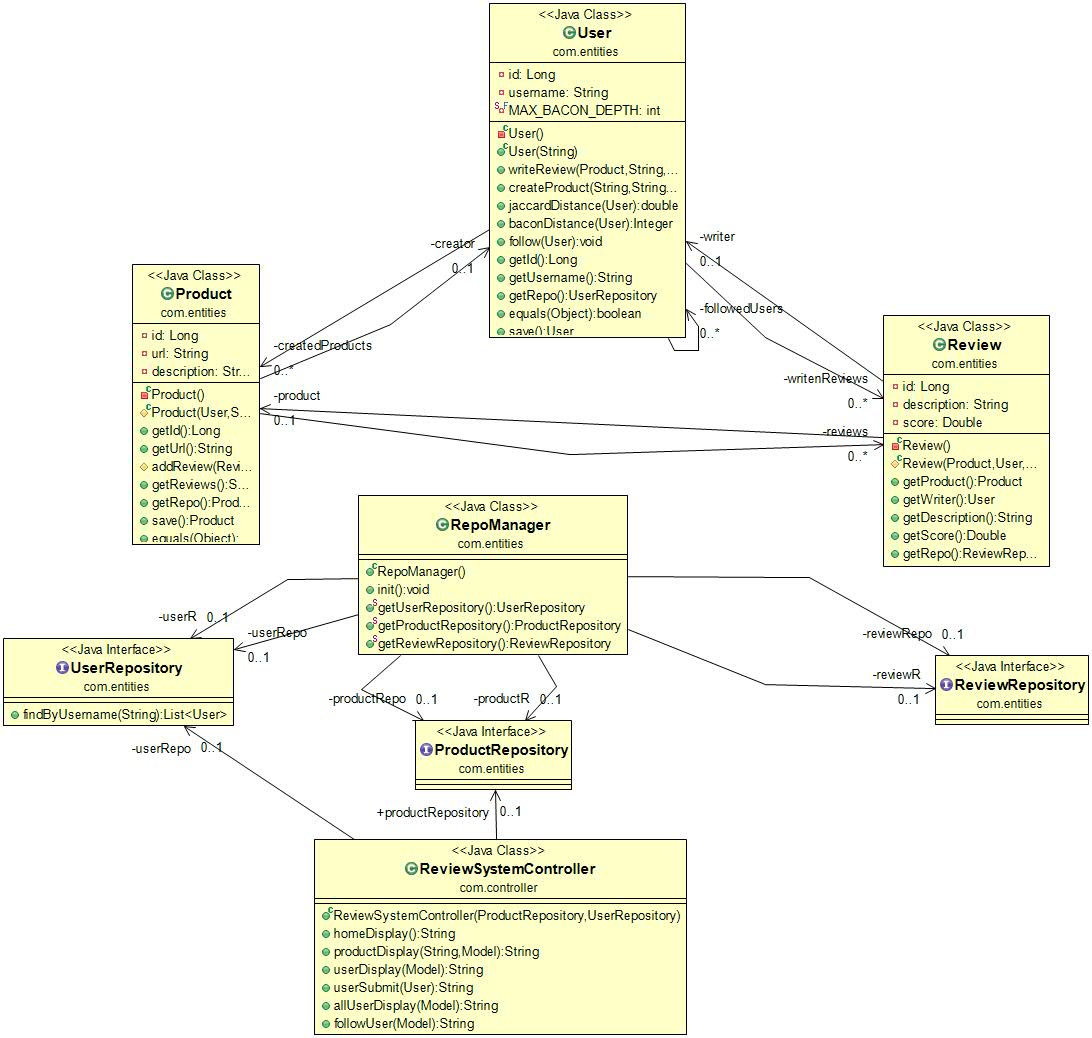 <<Java Class>>
User
com.entities
id: Long
username: String
MAX_BACON_DEPTH: int
User()
User(String)
writeReview(Product,String,...
createProduct(String,String...
jaccardDistance(User):double
baconDistance(User):Integer
follow(User):void
getId():Long
getUsername():String
getRepo():UserRepository
equals(Object):boolean
save():User
-creator
0..1
-writer
0..1
-followedUsers
0..*
-createdProducts
0..*
-writenReviews
0..*
-product
0..1
-reviews
0..*
<<Java Class>>
Product
com.entities
id: Long
url: String
description: Str...
Product()
Product(User,S...
getId():Long
getUrl():String
addReview(Revi...
getReviews():S...
getRepo():Prod...
save():Product
equals(Object):
<<Java Class>>
Review
com.entities
id: Long
description: String
score: Double
Review()
Review(Product,User,...
getProduct():Product
getWriter():User
getDescription():String
getScore():Double
getRepo():ReviewRep...
<<Java Class>>
RepoManager
com.entities
RepoManager()
init():void
getUserRepository():UserRepository
getProductRepository():ProductRepository
getReviewRepository():ReviewRepository
-userR 0..1
-userRepo
0..1
-reviewRepo 0..1
-reviewR
0..1
-productRepo 0..1
-productR 0..1
<<Java Interface>>
UserRepository
com.entities
findByUsername(String):List<User>
<<Java Interface>>
ReviewRepository
com.entities
<<Java Interface>>
ProductRepository
com.entities
-userRepo 0..1
+productRepository 0..1
<<Java Class>>
ReviewSystemController
com.controller
ReviewSystemController(ProductRepository,UserRepository)
homeDisplay():String
productDisplay(String,Model):String
userDisplay(Model):String
userSubmit(User):String
allUserDisplay(Model):String
followUser(Model):String